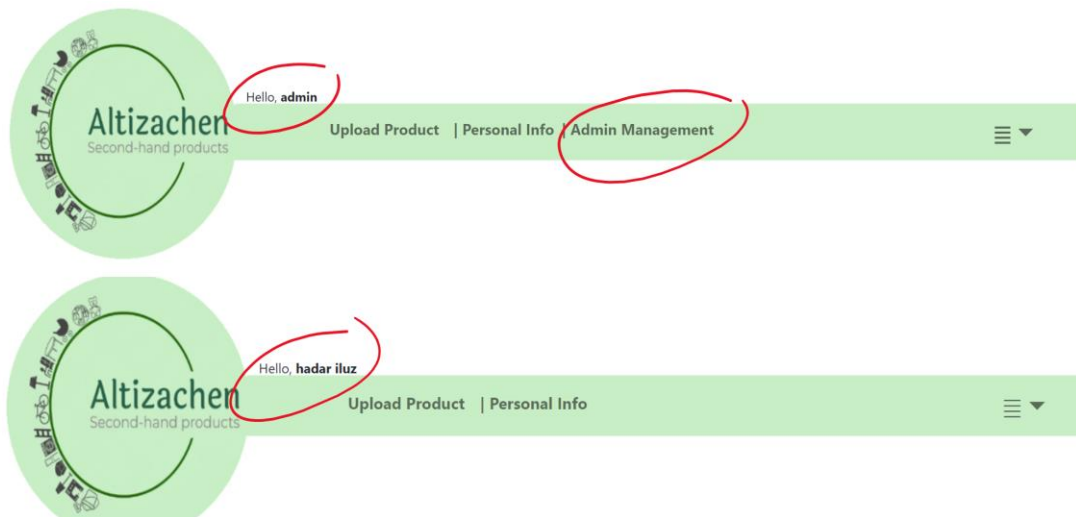 Hello, admin
Altizachen
Second-hand products
Upload Product | Personal Info | Admin Management
Hello, hadar iluz
Altizachen
Second-hand products
Upload Product | Personal Info